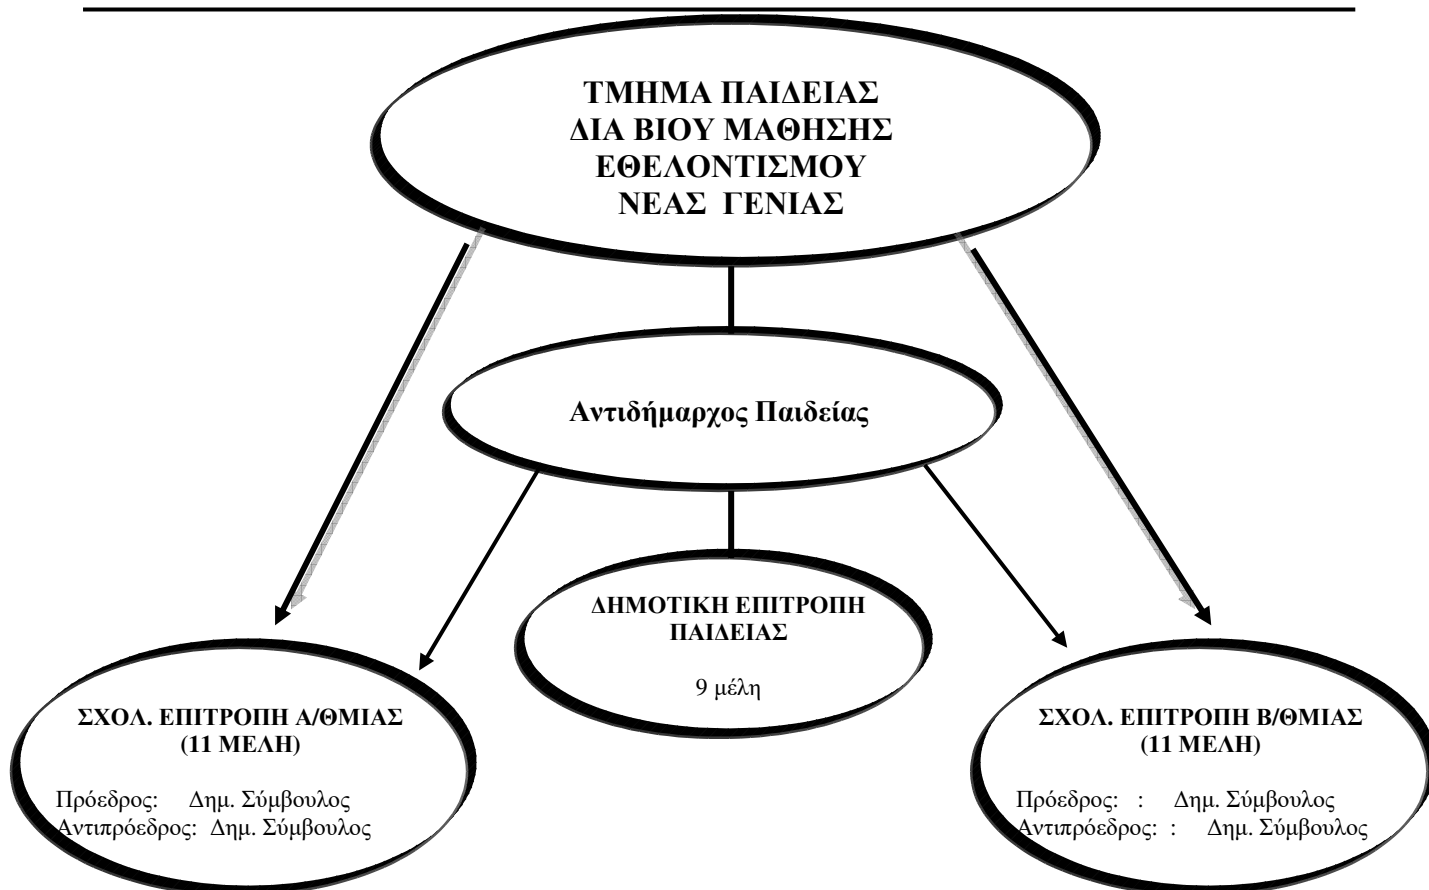 ΤΜΗΜΑ ΠΑΙΔΕΙΑΣ
ΔΙΑ ΒΙΟΥ ΜΑΘΗΣΗΣ
ΕΘΕΛΟΝΤΙΣΜΟΥ
ΝΕΑΣ ΓΕΝΙΑΣ
Αντιδήμαρχος Παιδείας
ΔΗΜΟΤΙΚΗ ΕΠΙΤΡΟΠΗ
ΠΑΙΔΕΙΑΣ
9 μέλη
ΣΧΟΛ. ΕΠΙΤΡΟΠΗ Α/ΘΜΙΑΣ
(11 ΜΕΛΗ)
Πρόεδρος: Δημ. Σύμβουλος
Αντιπρόεδρος: Δημ. Σύμβουλος
ΣΧΟΛ. ΕΠΙΤΡΟΠΗ Β/ΘΜΙΑΣ
(11 ΜΕΛΗ)
Πρόεδρος: : Δημ. Σύμβουλος
Αντιπρόεδρος: : Δημ. Σύμβουλος